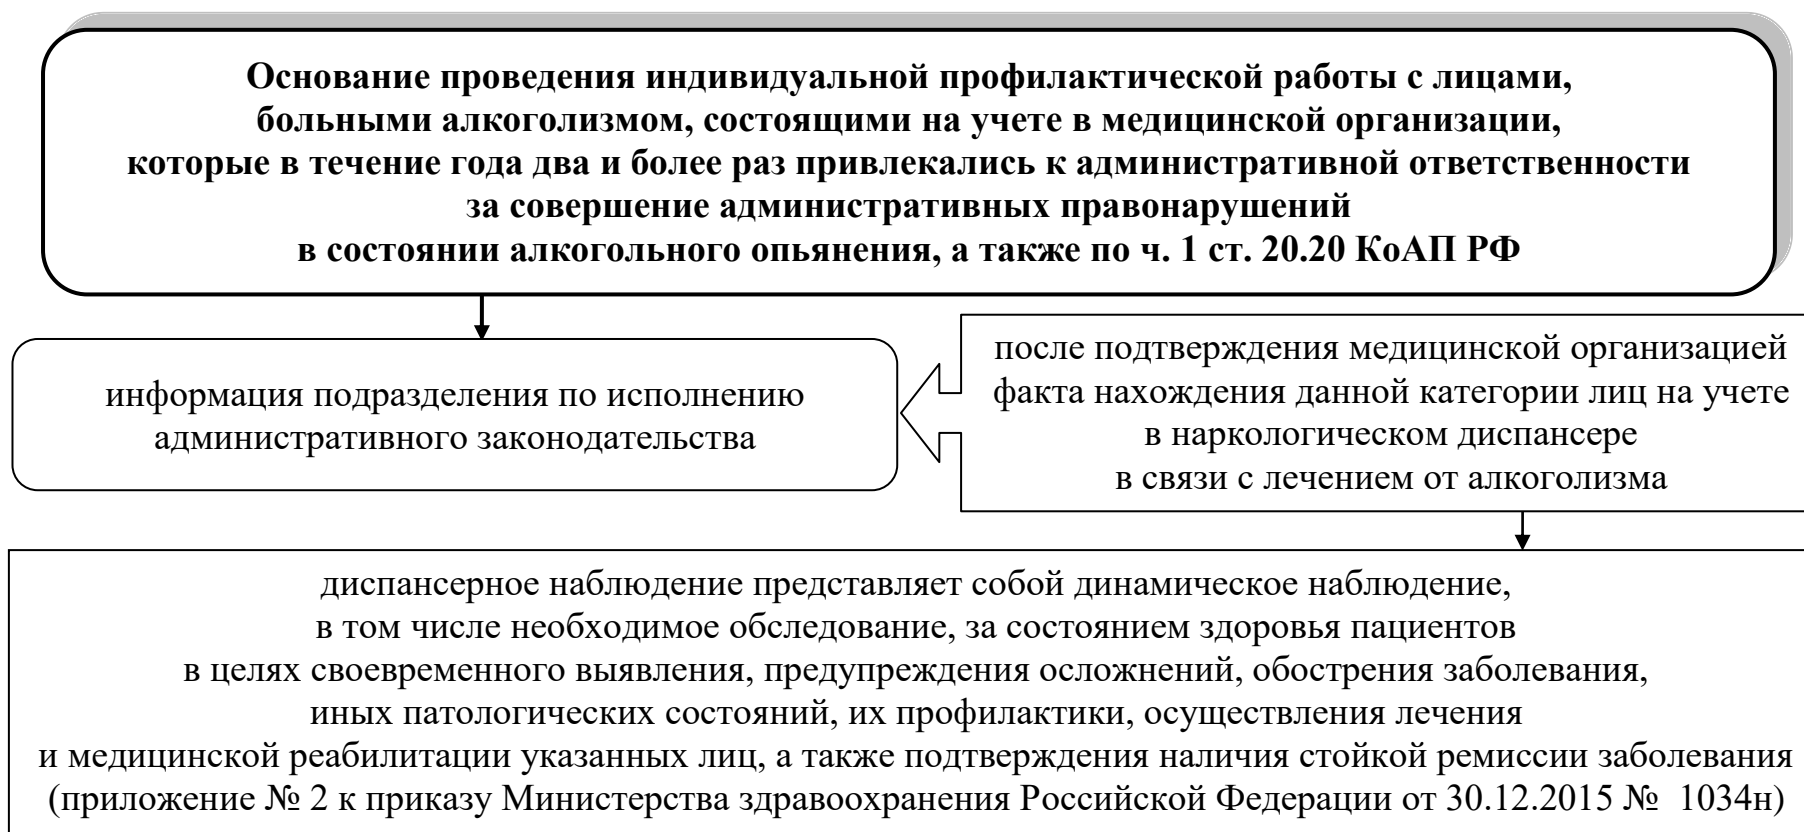 Основание проведения индивидуальной профилактической работы с лицами,
больными алкоголизмом, состоящими на учете в медицинской организации,
которые в течение года два и более раз привлекались к административной ответственности
за совершение административных правонарушений
в состоянии алкогольного опьянения, а также по ч. 1 ст. 20.20 КоАП РФ
информация подразделения по исполнению
административного законодательства
после подтверждения медицинской организацией
факта нахождения данной категории лиц на учете
в наркологическом диспансере
в связи с лечением от алкоголизма
диспансерное наблюдение представляет собой динамическое наблюдение,
в том числе необходимое обследование, за состоянием здоровья пациентов
в целях своевременного выявления, предупреждения осложнений, обострения заболевания,
иных патологических состояний, их профилактики, осуществления лечения
и медицинской реабилитации указанных лиц, а также подтверждения наличия стойкой ремиссии заболевания
(приложение № 2 к приказу Министерства здравоохранения Российской Федерации от 30.12.2015 № 1034н)